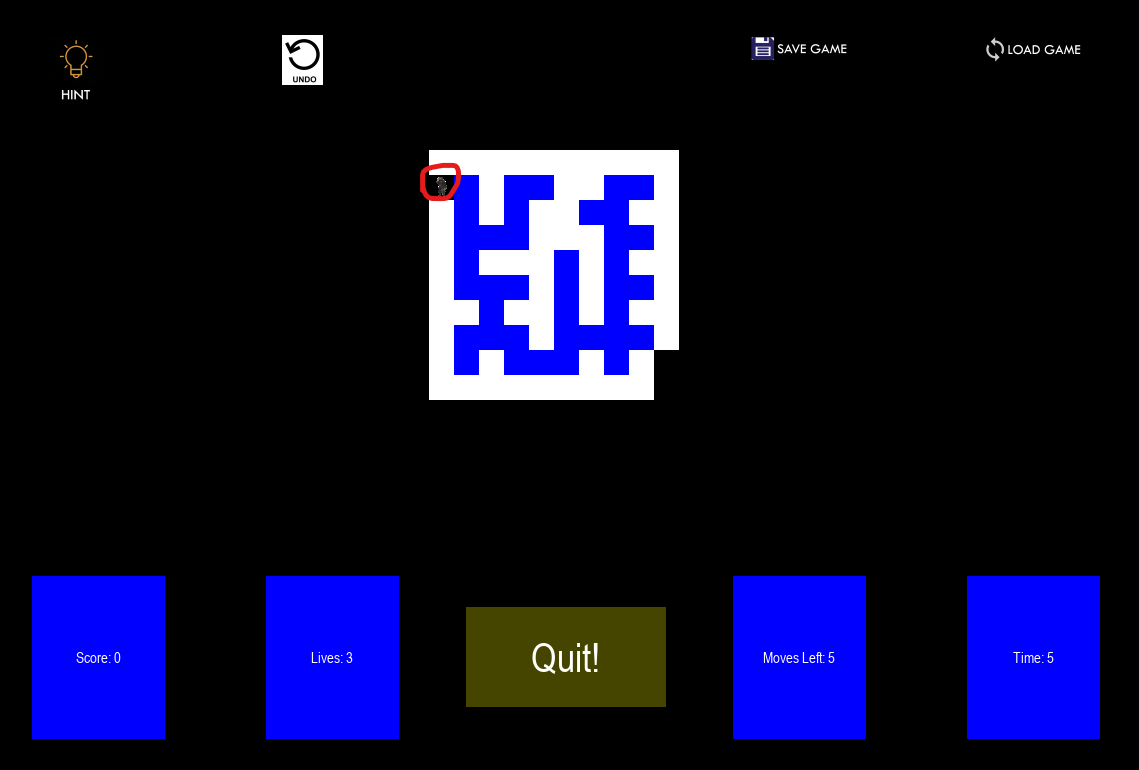 HINT
UNDO
SAVE GAME
LOAD GAME
Score: 0
Lives: 3
Quit!
Moves Left: 5
Time: 5